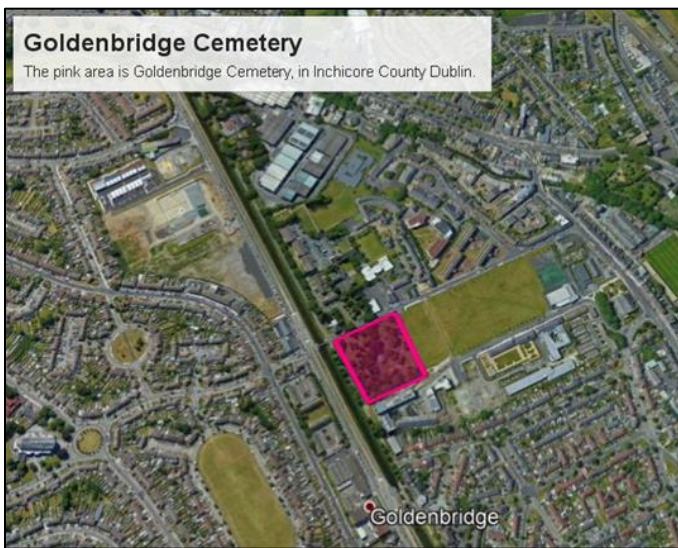 Goldenbridge Cemetery
The pink area is Goldenbridge Cemetery, in Inchicore County Dublin.
Goldenbridge